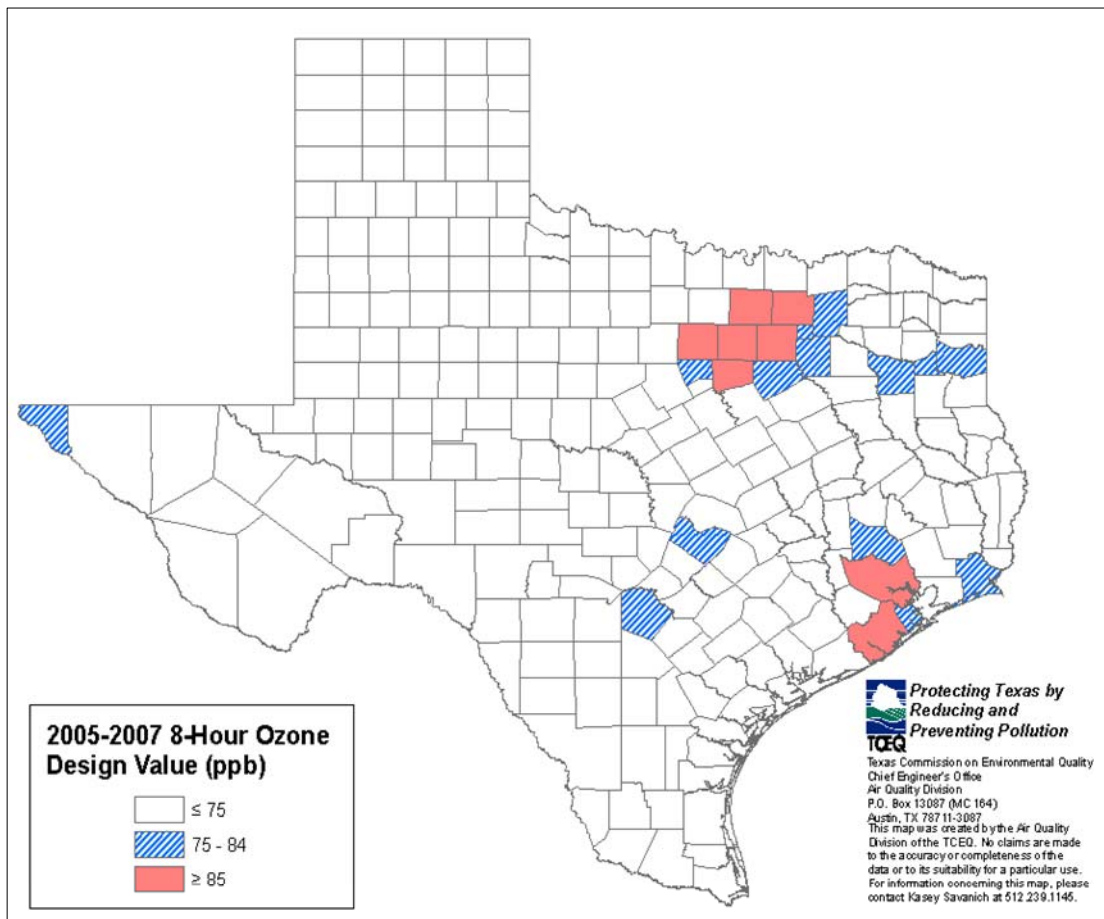 2005-2007 8-Hour Ozone
Design Value (ppb)
≤ 75
75 - 84
≥ 85
TCEQ
Protecting Texas by
Reducing and
Preventing Pollution
Texas Commission on Environmental Quality
Chief Engineer's Office
Air Quality Division
P.O. Box 13087 (MC 164)
Austin, TX 78711-3087
This map was created by the Air Quality
Division of the TCEQ. No claims are made
to the accuracy or completeness of the
data or to its suitability for a particular use.
For information concerning this map, please
contact Kasey Savanich at 512.239.1145.